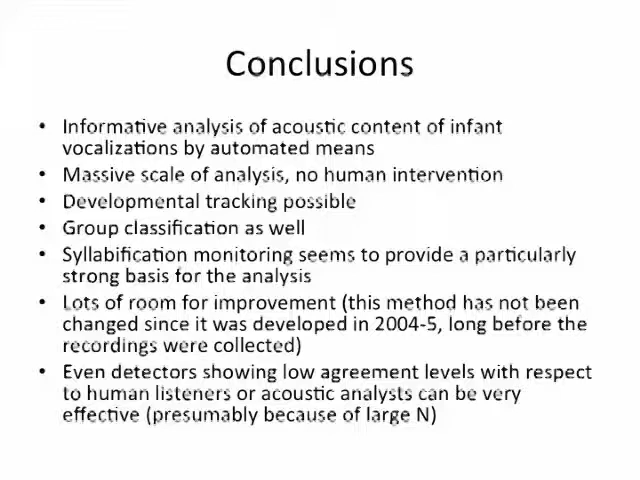 Conclusions
• Informative analysis of acoustic content of infant
vocalizations by automated means
• Massive scale of analysis, no human intervention
• Developmental tracking possible
• Group classification as well
• Syllabification monitoring seems to provide a particularly
strong basis for the analysis
• Lots of room for improvement (this method has not been
changed since it was developed in 2004-5, long before the
recordings were collected)
• Even detectors showing low agreement levels with respect
to human listeners or acoustic analysts can be very
effective (presumably because of large N)